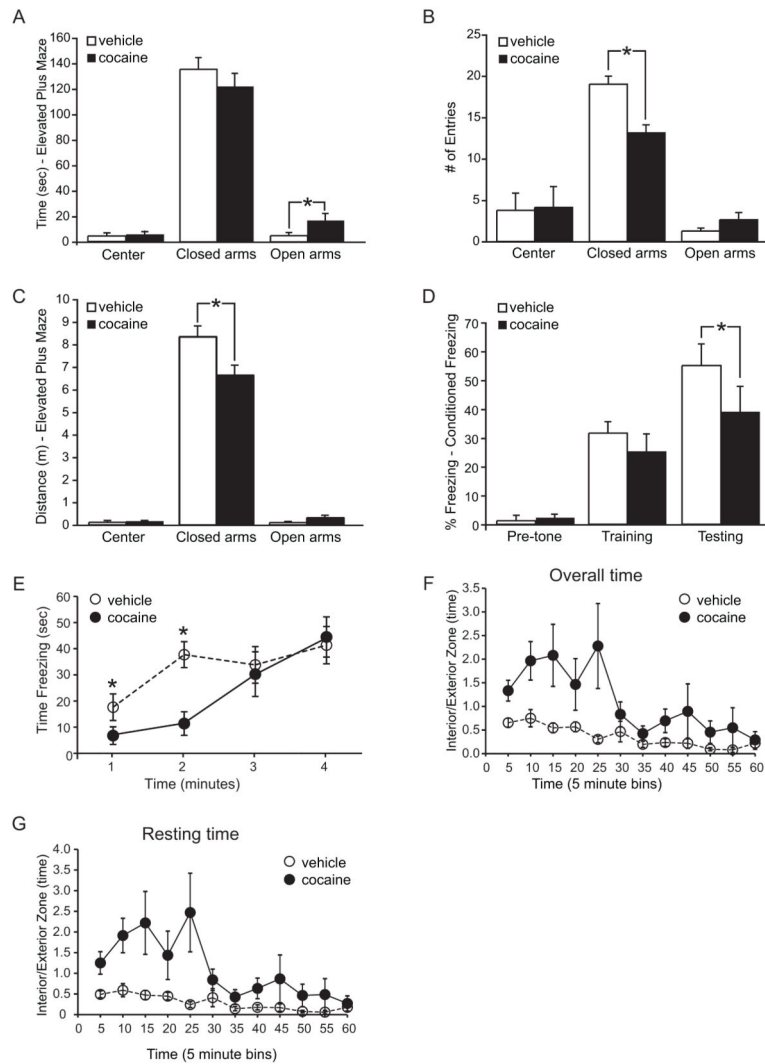 A
Time (sec) - Elevated Plus Maze
160
140
120
100
80
60
40
20
0
vehicle
cocaine
*
Center
Closed arms
Open arms
B
# of Entries
25
20
15
10
5
0
vehicle
cocaine
*
Center
Closed arms
Open arms
C
Distance (m) - Elevated Plus Maze
10
9
8
7
6
5
4
3
2
1
0
vehicle
cocaine
*
Center
Closed arms
Open arms
D
% Freezing - Conditioned Freezing
70
60
50
40
30
20
10
0
vehicle
cocaine
*
Pre-tone
Training
Testing
E
Time Freezing (sec)
60
50
40
30
20
10
0
vehicle
cocaine
*
*
1 2 3 4
Time (minutes)
F
Overall time
Interior/Exterior Zone (time)
3.5
3.0
2.5
2.0
1.5
1.0
0.5
0
vehicle
cocaine
0 5 10 15 20 25 30 35 40 45 50 55 60
Time (5 minute bins)
G
Resting time
Interior/Exterior Zone (time)
4.0
3.5
3.0
2.5
2.0
1.5
1.0
0.5
0
vehicle
cocaine
5 10 15 20 25 30 35 40 45 50 55 60
Time (5 minute bins)